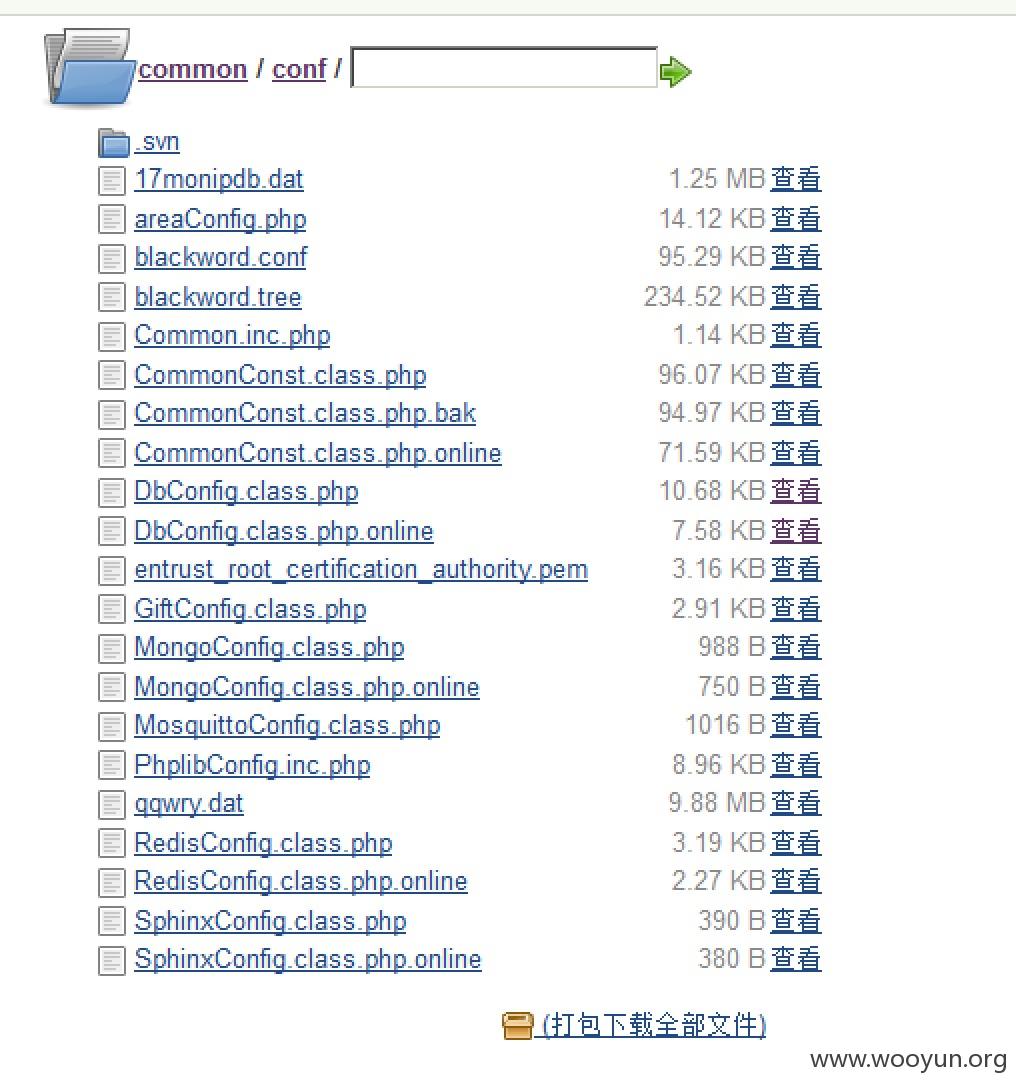 common / conf /
.svn
17monipdb.dat 1.25 MB 查看
areaConfig.php 14.12 KB 查看
blackword.conf 95.29 KB 查看
blackword.tree 234.52 KB 查看
Common.inc.php 1.14 KB 查看
CommonConst.class.php 96.07 KB 查看
CommonConst.class.php.bak 94.97 KB 查看
CommonConst.class.php.online 71.59 KB 查看
DbConfig.class.php 10.68 KB 查看
DbConfig.class.php.online 7.58 KB 查看
entrust_root_certification_authority.pem 3.16 KB 查看
GiftConfig.class.php 2.91 KB 查看
MongoConfig.class.php 988 B 查看
MongoConfig.class.php.online 750 B 查看
MosquittoConfig.class.php 1016 B 查看
PhplibConfig.inc.php 8.96 KB 查看
qqwry.dat 9.88 MB 查看
RedisConfig.class.php 3.19 KB 查看
RedisConfig.class.php.online 2.27 KB 查看
SphinxConfig.class.php 390 B 查看
SphinxConfig.class.php.online 380 B 查看
(打包下载全部文件)
www.wooyun.org